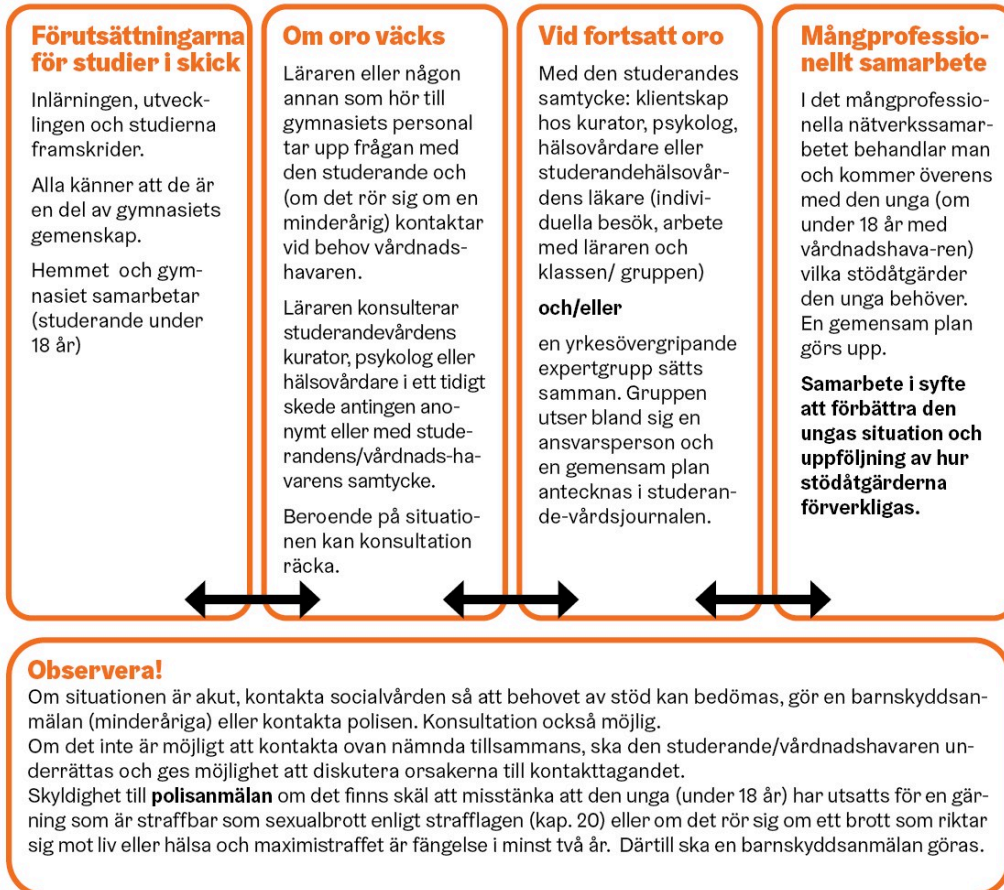 Förutsättningarna
för studier i skick
Inlärningen, utveck-
lingen och studierna
framskrider.
Alla känner att de är
en del av gymnasiets
gemenskap.
Hemmet och gym-
nasiet samarbetar
(studerande under
18 år)
Om oro väcks
Läraren eller någon
annan som hör till
gymnasiets personal
tar upp frågan med
den studerande och
(om det rör sig om en
minderårig) kontaktar
vid behov vårdnads-
havaren.
Läraren konsulterar
studerandevårdens
kurator, psykolog eller
hälsovårdare i ett tidigt
skede antingen ano-
nymt eller med stude-
randens/vårdnads-ha-
varens samtycke.
Beroende på situatio-
nen kan konsultation
räcka.
Vid fortsatt oro
Med den studerandes
samtycke: klientskap
hos kurator, psykolog,
hälsovårdare eller
studerandehälsovår-
dens läkare (indivi-
duella besök, arbete
med läraren och
klassen/ gruppen)
och/eller
en yrkesövergripande
expertgrupp sätts
samman. Gruppen
utser bland sig en
ansvarsperson och
en gemensam plan
antecknas i studeran-
de-vårdsjournalen.
Mångprofessio-
nellt samarbete
I det mångprofessio-
nella nätverkssamar-
betet behandlar man
och kommer överens
med den unga (om
under 18 år med
vårdnadshava-ren)
vilka stödåtgärder
den unga behöver.
En gemensam plan
görs upp.
Samarbete i syfte
att förbättra den
ungas situation och
uppföljning av hur
stödåtgärderna
förverkligas.
Observera!
Om situationen är akut, kontakta socialvården så att behovet av stöd kan bedömas, gör en barnskyddsan-
mälan (minderåriga) eller kontakta polisen. Konsultation också möjlig.
Om det inte är möjligt att kontakta ovan nämnda tillsammans, ska den studerande/vårdnadshavaren un-
derrättas och ges möjlighet att diskutera orsakerna till kontakttagandet.
Skyldighet till polisanmälan om det finns skäl att misstänka att den unga (under 18 år) har utsatts för en gär-
ning som är straffbar som sexualbrott enligt strafflagen (kap. 20) eller om det rör sig om ett brott som riktar
sig mot liv eller hälsa och maximistraffet är fängelse i minst två år. Därtill ska en barnskyddsanmälan göras.